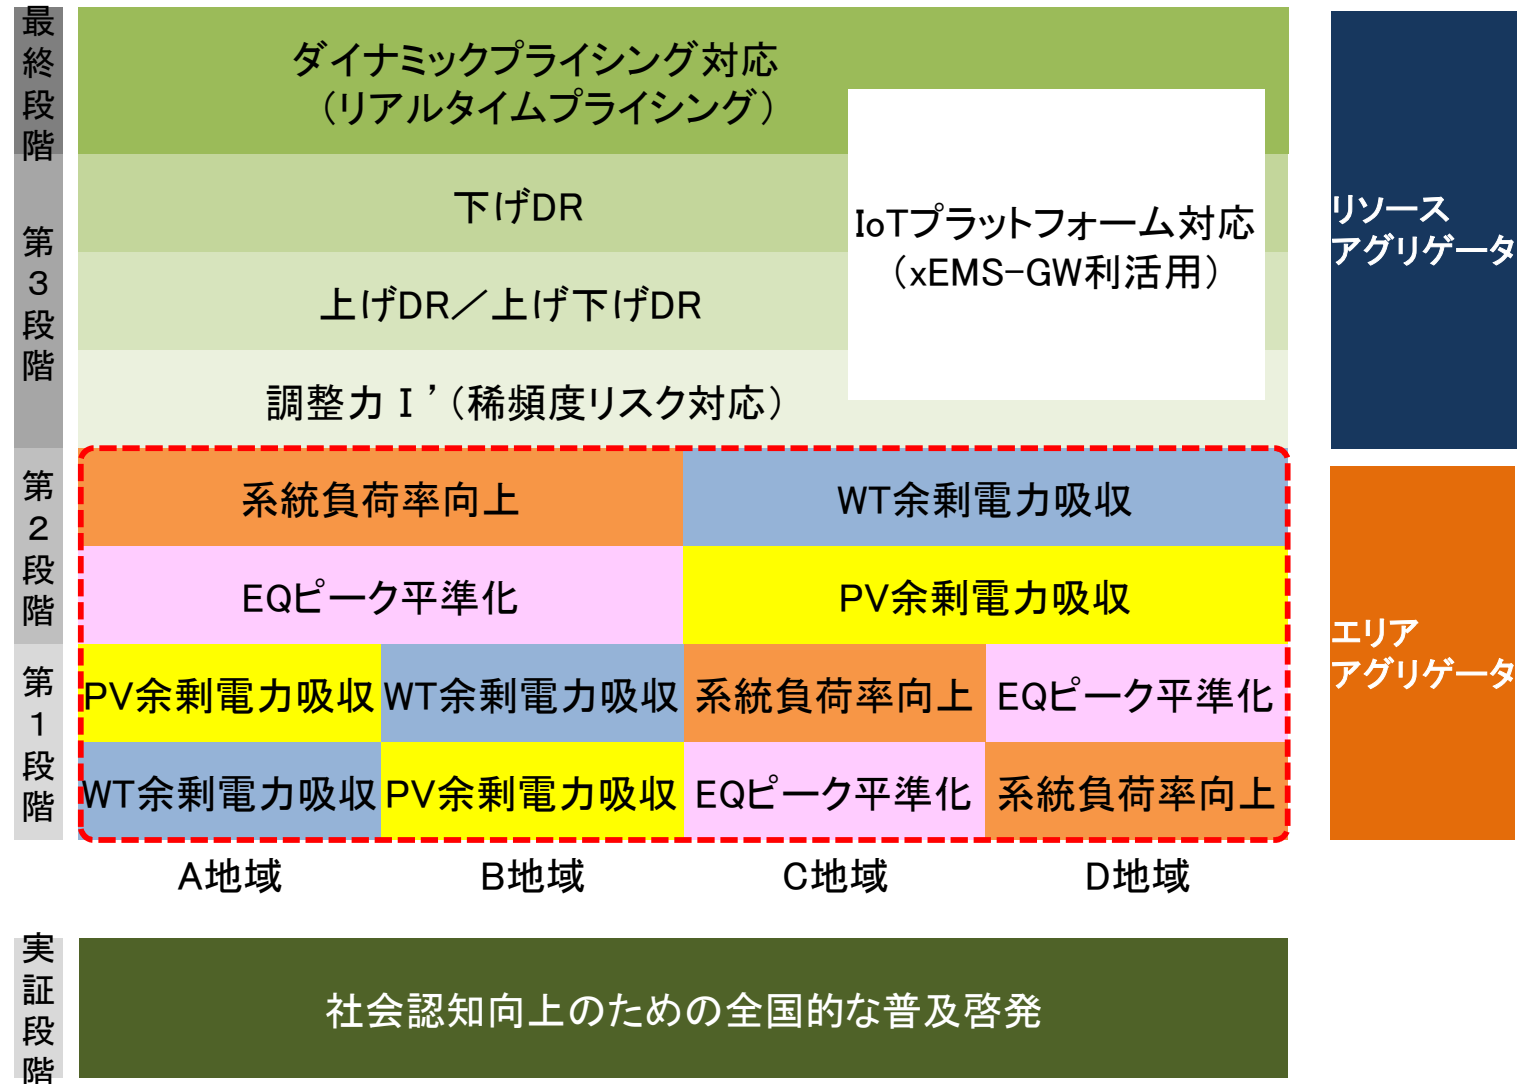 最終段階
ダイナミックプライシング対応
（リアルタイムプライシング）
第3段階
下げDR
上げDR／上げ下げDR
調整力Ⅰ’（稀頻度リスク対応）
IoTプラットフォーム対応
（xEMS-GW利活用）
リソース
アグリゲータ
第2段階
系統負荷率向上
WT余剰電力吸収
EQピーク平準化
PV余剰電力吸収
第1段階
PV余剰電力吸収
WT余剰電力吸収
系統負荷率向上
EQピーク平準化
WT余剰電力吸収
PV余剰電力吸収
EQピーク平準化
系統負荷率向上
エリア
アグリゲータ
A地域
B地域
C地域
D地域
実証段階
社会認知向上のための全国的な普及啓発